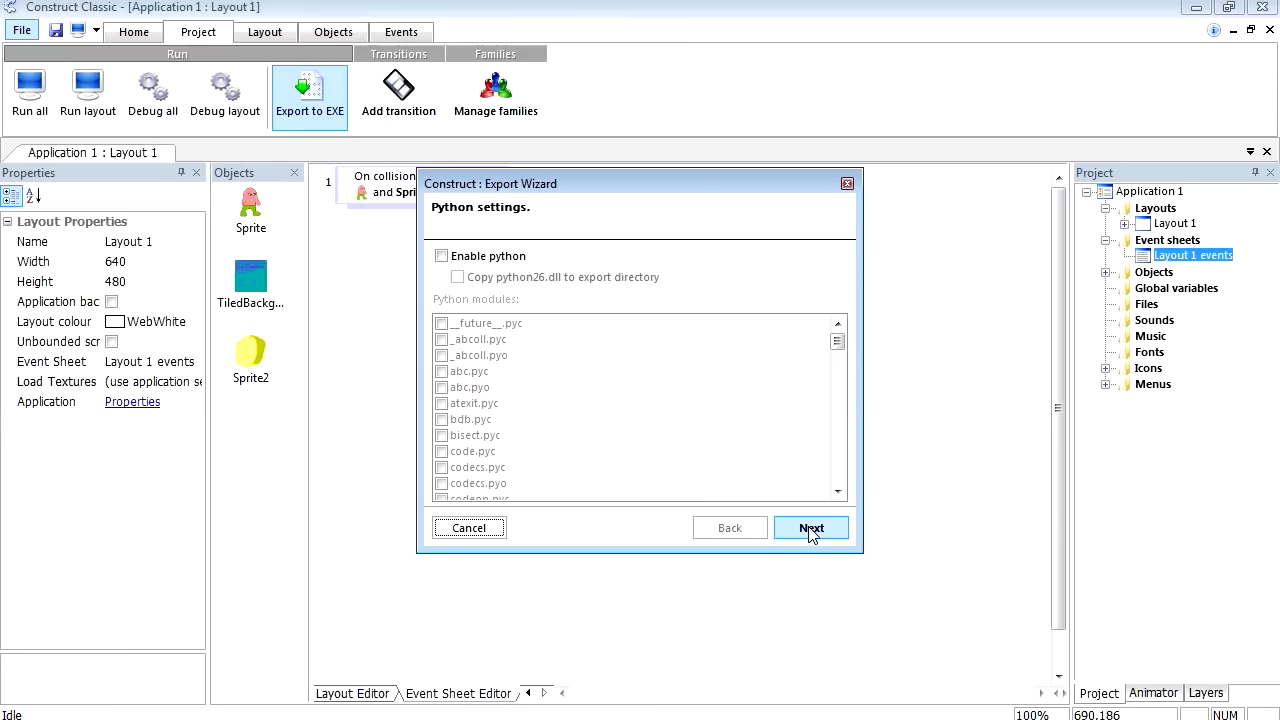 Construct Classic - [Application 1 : Layout 1]
File
Home
Project
Layout
Objects
Events
Run
Transitions
Families
Run all
Run layout
Debug all
Debug layout
Export to EXE
Add transition
Manage families
Application 1 : Layout 1
Properties
Layout Properties
Name Layout 1
Width 640
Height 480
Application bac
Layout colour WebWhite
Unbounded scr
Event Sheet Layout 1 events
Load Textures (use application se
Application Properties
Objects
Sprite
TiledBackg...
Sprite2
1
On collision
and Spri
Construct : Export Wizard
Python settings.
Enable python
Copy python26.dll to export directory
Python modules:
__future__.pyc
_abcoll.pyc
_abcoll.pyo
abc.pyc
abc.pyo
atexit.pyc
bdb.pyc
bisect.pyc
code.pyc
codecs.pyc
codecs.pyo
codeop.pyc
Cancel
Back
Next
Layout Editor
Event Sheet Editor
Project
Application 1
Layouts
Layout 1
Event sheets
Layout 1 events
Objects
Global variables
Files
Sounds
Music
Fonts
Icons
Menus
Project
Animator
Layers
Idle
100%
690,186
NUM